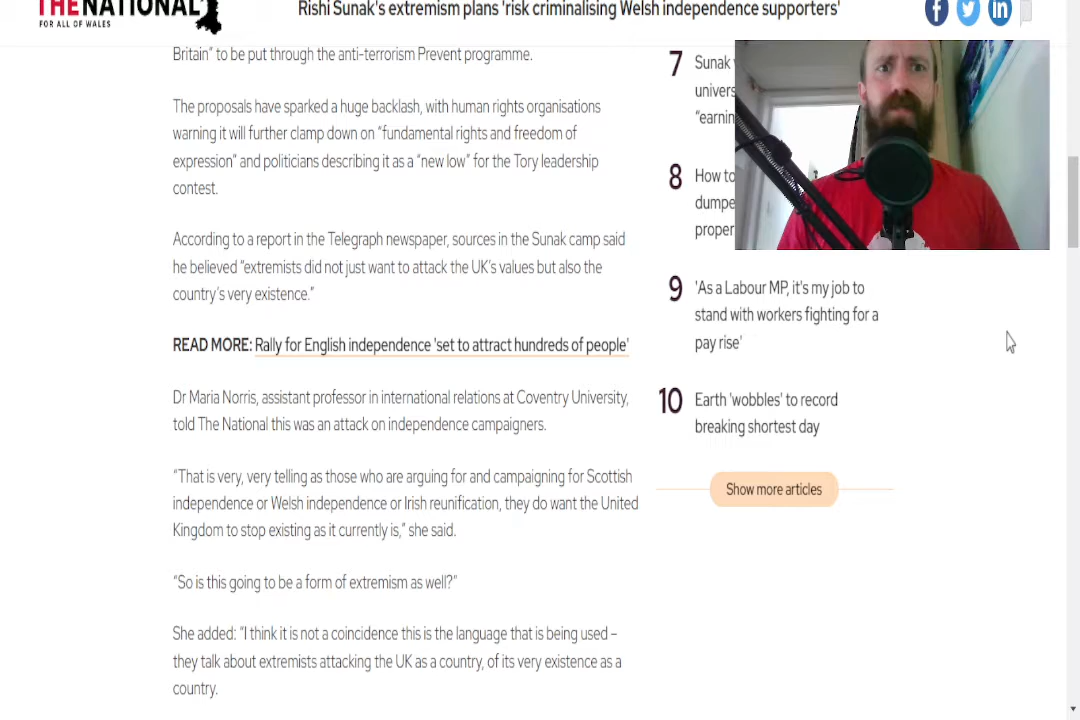 THE NATIONAL
FOR ALL OF WALES
Rishi Sunak's extremism plans 'risk criminalising Welsh independence supporters'
Britain” to be put through the anti-terrorism Prevent programme.
The proposals have sparked a huge backlash, with human rights organisations
warning it will further clamp down on “fundamental rights and freedom of
expression” and politicians describing it as a “new low” for the Tory leadership
contest.
According to a report in the Telegraph newspaper, sources in the Sunak camp said
he believed “extremists did not just want to attack the UK’s values but also the
country’s very existence.”
READ MORE: Rally for English independence 'set to attract hundreds of people'
Dr Maria Norris, assistant professor in international relations at Coventry University,
told The National this was an attack on independence campaigners.
“That is very, very telling as those who are arguing for and campaigning for Scottish
independence or Welsh independence or Irish reunification, they do want the United
Kingdom to stop existing as it currently is,” she said.
“So is this going to be a form of extremism as well?”
She added: “I think it is not a coincidence this is the language that is being used –
they talk about extremists attacking the UK as a country, of its very existence as a
country.
f
in
7 Sunak
univers
“earnin
8 How to
dumpe
proper
9 'As a Labour MP, it's my job to
stand with workers fighting for a
pay rise'
10 Earth 'wobbles' to record
breaking shortest day
Show more articles